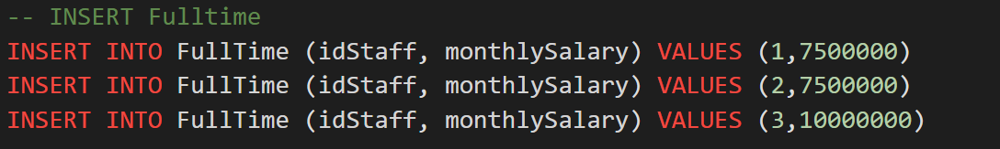 -- INSERT Fulltime
INSERT INTO FullTime (idStaff, monthlySalary) VALUES (1,7500000)
INSERT INTO FullTime (idStaff, monthlySalary) VALUES (2,7500000)
INSERT INTO FullTime (idStaff, monthlySalary) VALUES (3,10000000)